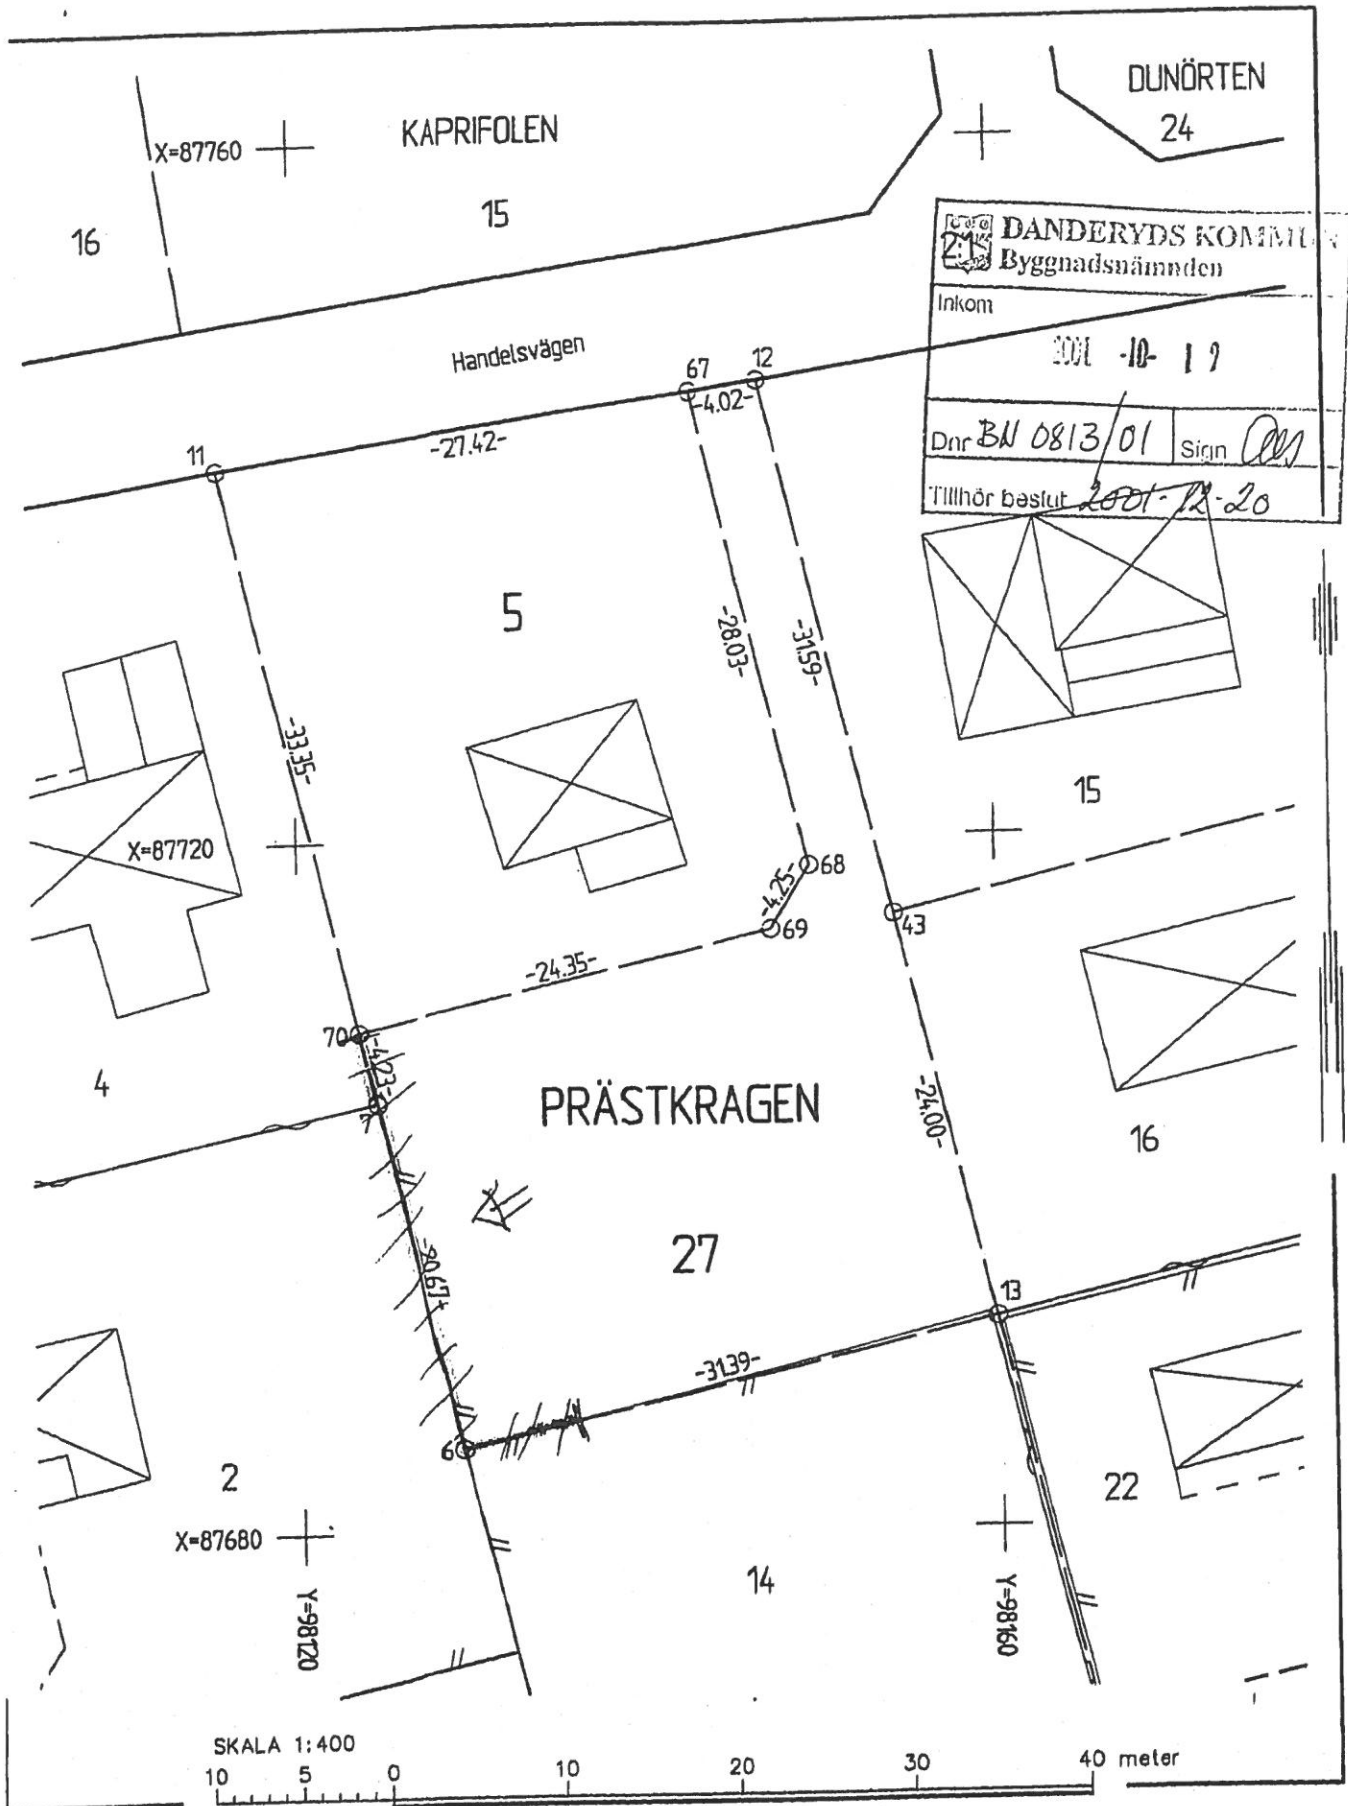 DUNÖRTEN
24
KAPRIFOLEN
X=87760
15
16
2:1 DANDERYDS KOMMUN
Byggnadsnämnden
Inkom
2001 -10- 19
Dnr BN 0813/01 Sign
Tillhör beslut 2001-12-20
Handelsvägen
67
12
-4.02-
-27.42-
11
5
-28.03-
-31.59-
-33.35-
15
X=87720
68
-4.25-
43
69
-24.35-
70
-4.23-
4
7
PRÄSTKRAGEN
-24.00-
16
27
-20.67-
13
-31.39-
6
2
22
X=87680
14
Y=98120
Y=98160
SKALA 1:400
10 5 0 10 20 30 40 meter